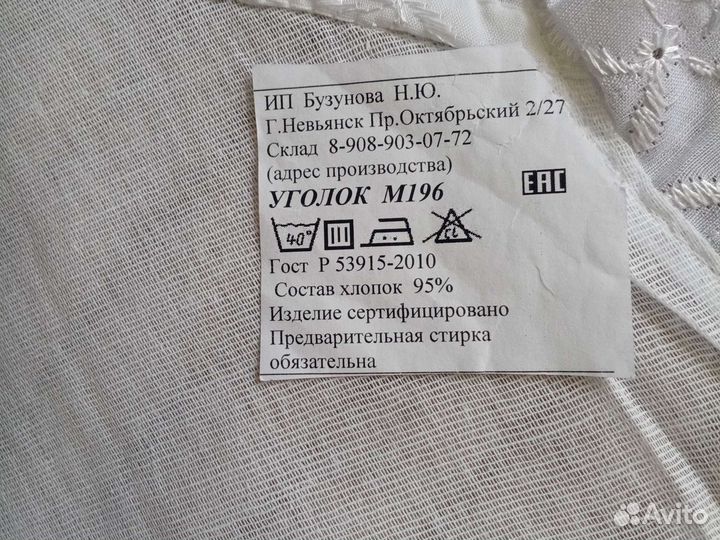 ИП Бузунова Н.Ю.
Г.Невьянск Пр.Октябрьский 2/27
Склад 8-908-903-07-72
(адрес производства)
УГОЛОК М196
EAC
40° CL
Гост Р 53915-2010
Состав хлопок 95%
Изделие сертифицировано
Предварительная стирка
обязательна
Avito